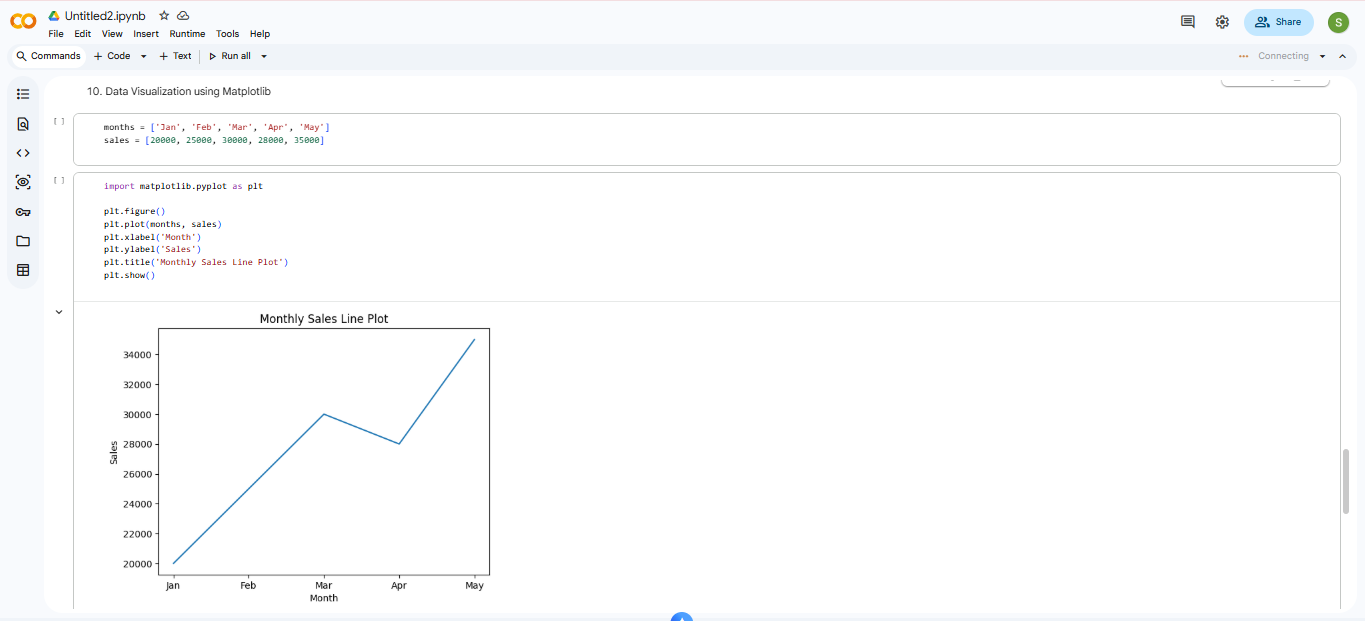 Untitled2.ipynb
File Edit View Insert Runtime Tools Help
Share
S
Commands + Code + Text Run all
Connecting
10. Data Visualization using Matplotlib
[ ]
months = ['Jan', 'Feb', 'Mar', 'Apr', 'May']
sales = [20000, 25000, 30000, 28000, 35000]
[ ]
import matplotlib.pyplot as plt
plt.figure()
plt.plot(months, sales)
plt.xlabel('Month')
plt.ylabel('Sales')
plt.title('Monthly Sales Line Plot')
plt.show()
Monthly Sales Line Plot
34000
32000
30000
28000
26000
24000
22000
20000
Sales
Jan Feb Mar Apr May
Month